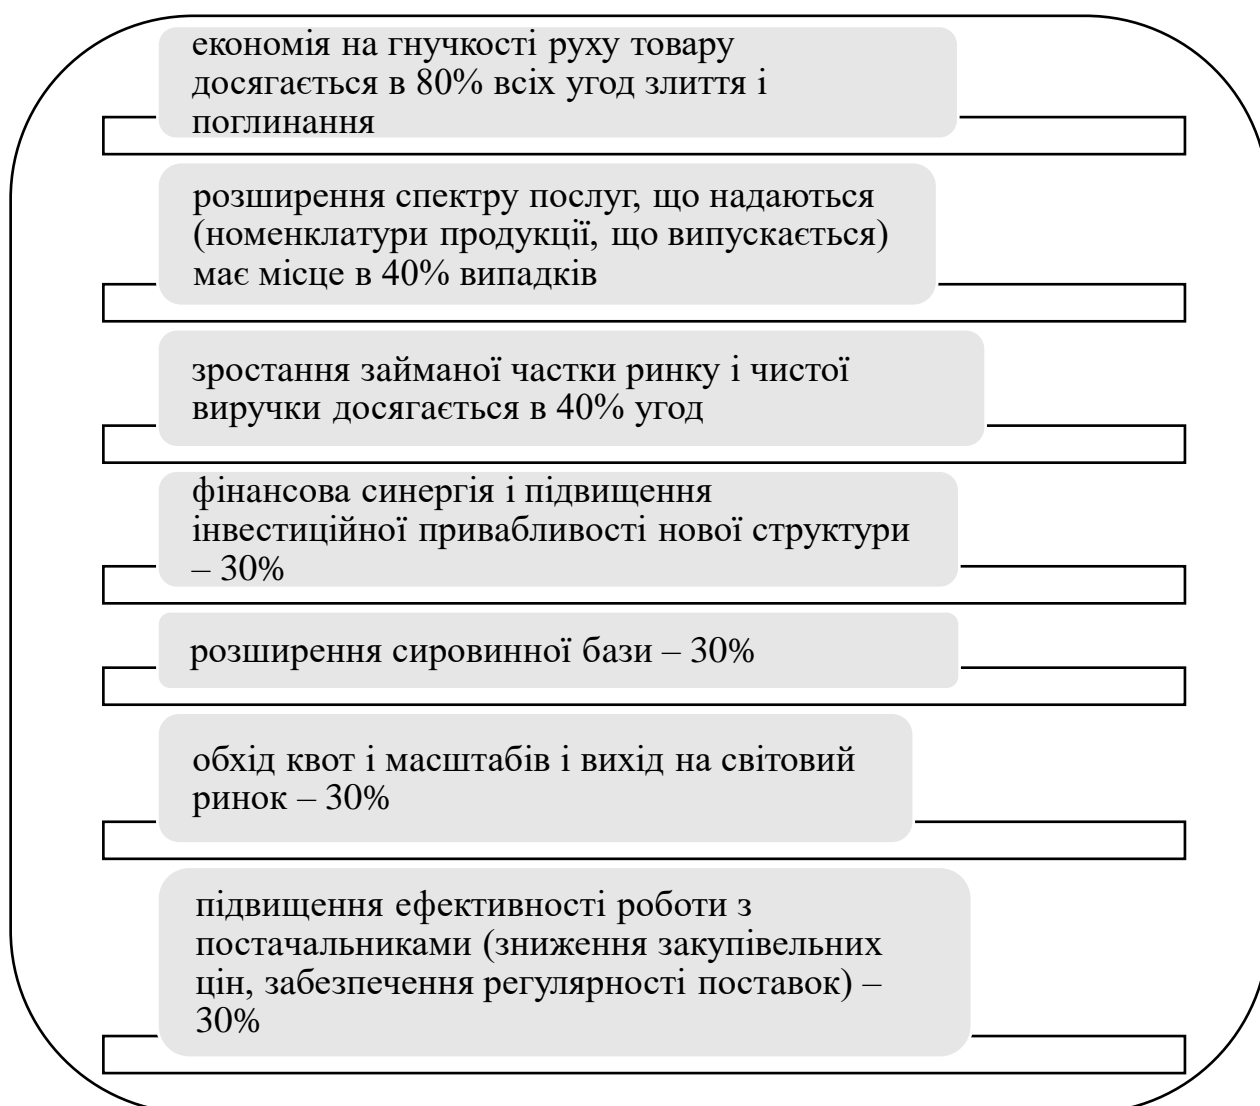 економія на гнучкості руху товару
досягається в 80% всіх угод злиття і
поглинання
розширення спектру послуг, що надаються
(номенклатури продукції, що випускається)
має місце в 40% випадків
зростання займаної частки ринку і чистої
виручки досягається в 40% угод
фінансова синергія і підвищення
інвестиційної привабливості нової структури
– 30%
розширення сировинної бази – 30%
обхід квот і масштабів і вихід на світовий
ринок – 30%
підвищення ефективності роботи з
постачальниками (зниження закупівельних
цін, забезпечення регулярності поставок) –
30%